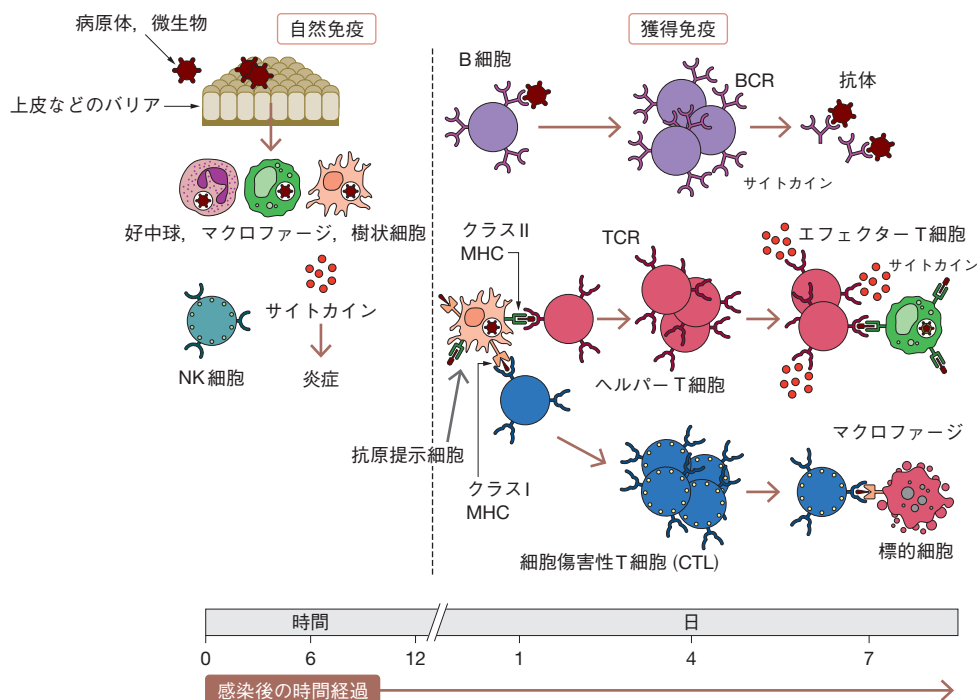 自然免疫
病原体，微生物
上皮などのバリア
好中球，マクロファージ，樹状細胞
サイトカイン
NK細胞
炎症
獲得免疫
B細胞
BCR
抗体
サイトカイン
クラスII
MHC
TCR
エフェクターT細胞
サイトカイン
ヘルパーT細胞
抗原提示細胞
クラスI
MHC
マクロファージ
細胞傷害性T細胞 (CTL)
標的細胞
時間
日
0 6 12 1 4 7
感染後の時間経過